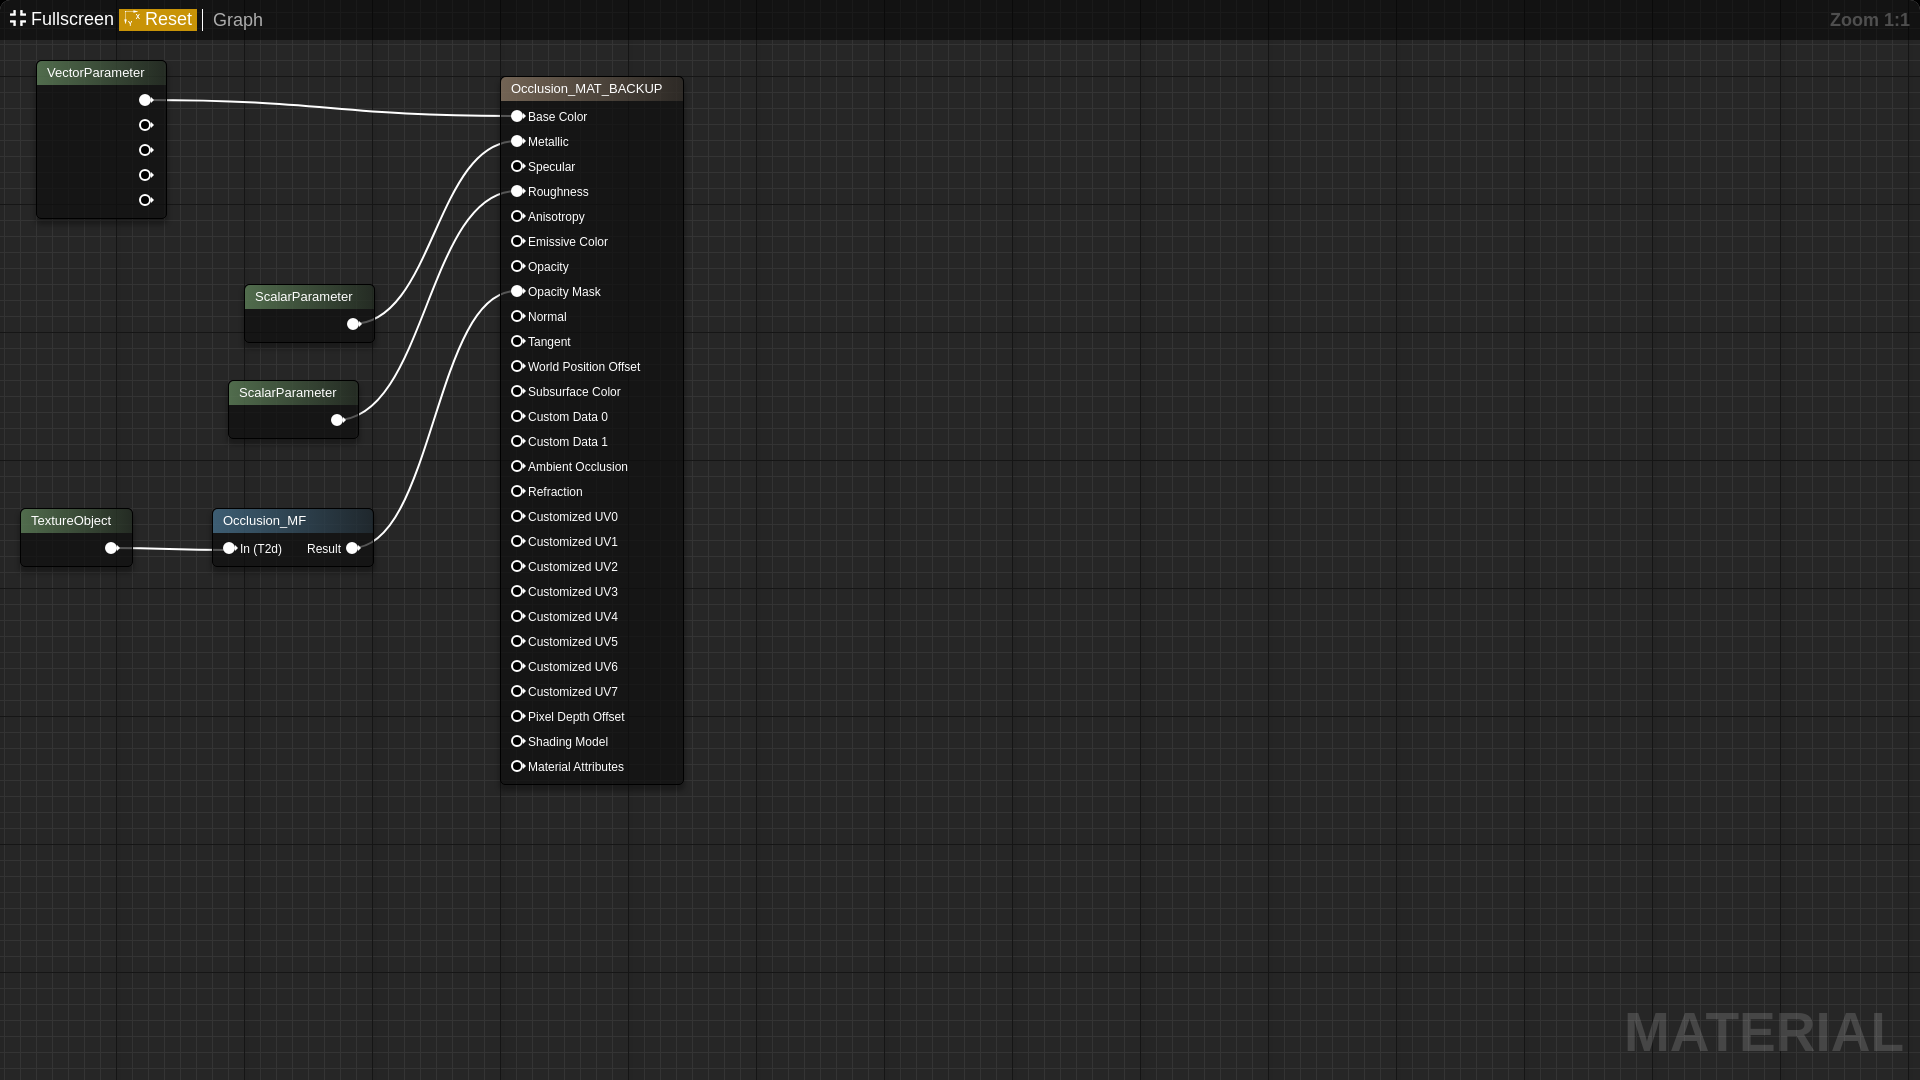 Fullscreen Reset Graph Zoom 1:1
VectorParameter
Occlusion_MAT_BACKUP
Base Color
Metallic
Specular
Roughness
Anisotropy
Emissive Color
Opacity
Opacity Mask
Normal
Tangent
World Position Offset
Subsurface Color
Custom Data 0
Custom Data 1
Ambient Occlusion
Refraction
Customized UV0
Customized UV1
Customized UV2
Customized UV3
Customized UV4
Customized UV5
Customized UV6
Customized UV7
Pixel Depth Offset
Shading Model
Material Attributes
ScalarParameter
ScalarParameter
TextureObject
Occlusion_MF
In (T2d) Result
MATERIAL